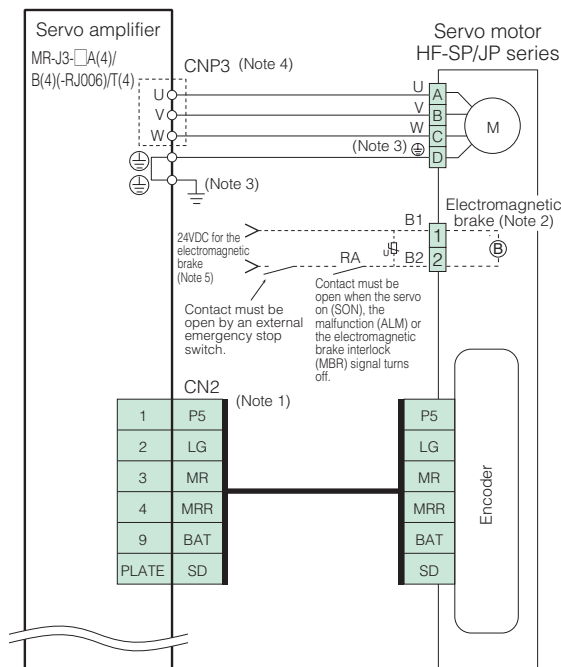 Servo amplifier
MR-J3-□A(4)/
B(4)(-RJ006)/T(4)
CNP3 (Note 4)
Servo motor
HF-SP/JP series
U
V
W
U
V
W
(Note 3)
A
B
C
D
M
(Note 3)
Electromagnetic
brake (Note 2)
24VDC for the
electromagnetic
brake
(Note 5)
B1
1
U
B
RA
B2
2
Contact must be
open by an external
emergency stop
switch.
Contact must be
open when the servo
on (SON), the
malfunction (ALM) or
the electromagnetic
brake interlock
(MBR) signal turns
off.
CN2
(Note 1)
1 P5
2 LG
3 MR
4 MRR
9 BAT
PLATE SD
P5
LG
MR
MRR
BAT
SD
Encoder